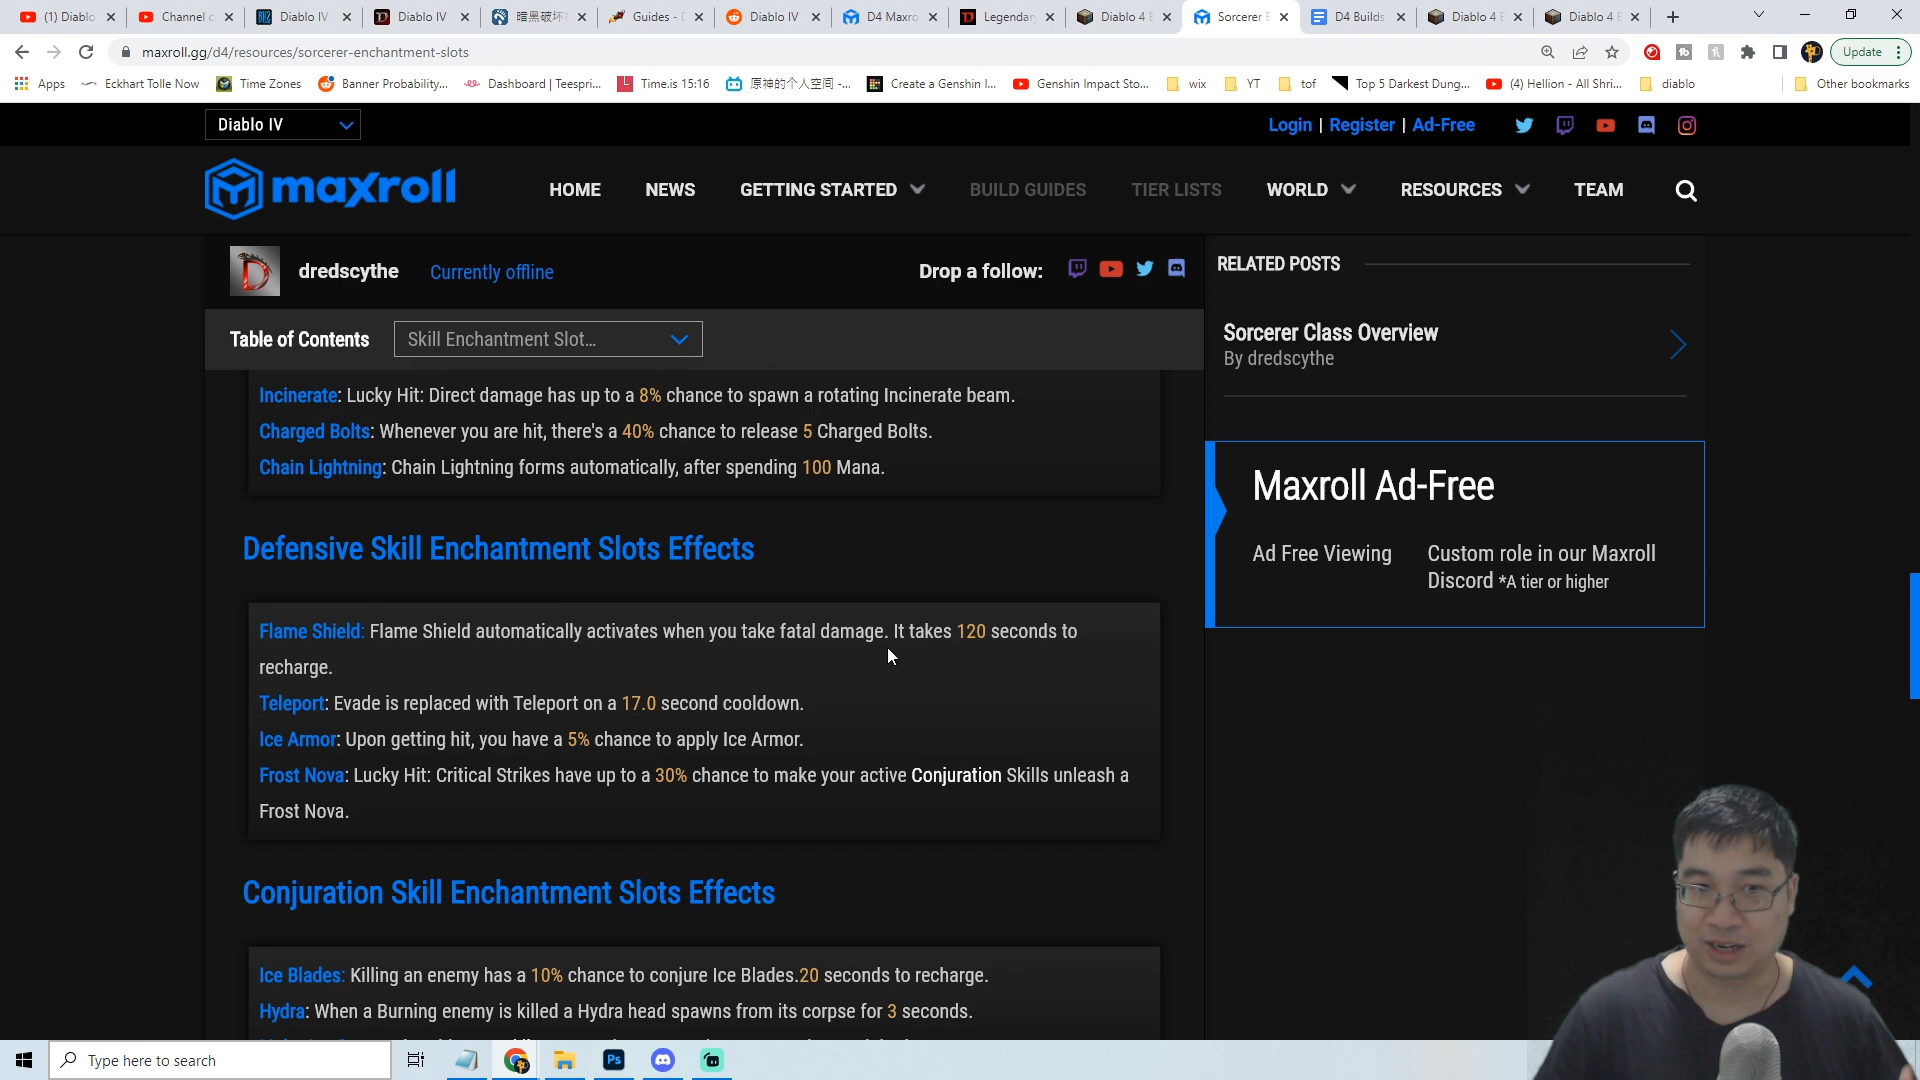 (1) Diablo
Channel c
Diablo IV -
Diablo IV
暗黑破坏
Guides - D
Diablo IV
D4 Maxro
Legendar
Diablo 4 B
Sorcerer E
D4 Builds
Diablo 4 B
Diablo 4 B
maxroll.gg/d4/resources/sorcerer-enchantment-slots
Update
Apps
Eckhart Tolle Now
Time Zones
Banner Probability...
Dashboard | Teespri...
Time.is 15:16
原神的个人空间 -...
Create a Genshin I...
Genshin Impact Sto...
wix
YT
tof
Top 5 Darkest Dung...
(4) Hellion - All Shri...
diablo
Other bookmarks
Diablo IV
Login | Register | Ad-Free
maxroll
HOME
NEWS
GETTING STARTED
BUILD GUIDES
TIER LISTS
WORLD
RESOURCES
TEAM
dredscythe
Currently offline
Drop a follow:
RELATED POSTS
Table of Contents
Skill Enchantment Slot...
Sorcerer Class Overview
By dredscythe
Incinerate: Lucky Hit: Direct damage has up to a 8% chance to spawn a rotating Incinerate beam.
Charged Bolts: Whenever you are hit, there's a 40% chance to release 5 Charged Bolts.
Chain Lightning: Chain Lightning forms automatically, after spending 100 Mana.
Maxroll Ad-Free
Ad Free Viewing
Custom role in our Maxroll
Discord *A tier or higher
Defensive Skill Enchantment Slots Effects
Flame Shield: Flame Shield automatically activates when you take fatal damage. It takes 120 seconds to
recharge.
Teleport: Evade is replaced with Teleport on a 17.0 second cooldown.
Ice Armor: Upon getting hit, you have a 5% chance to apply Ice Armor.
Frost Nova: Lucky Hit: Critical Strikes have up to a 30% chance to make your active Conjuration Skills unleash a
Frost Nova.
Conjuration Skill Enchantment Slots Effects
Ice Blades: Killing an enemy has a 10% chance to conjure Ice Blades.20 seconds to recharge.
Hydra: When a Burning enemy is killed a Hydra head spawns from its corpse for 3 seconds.
Type here to search
Ps